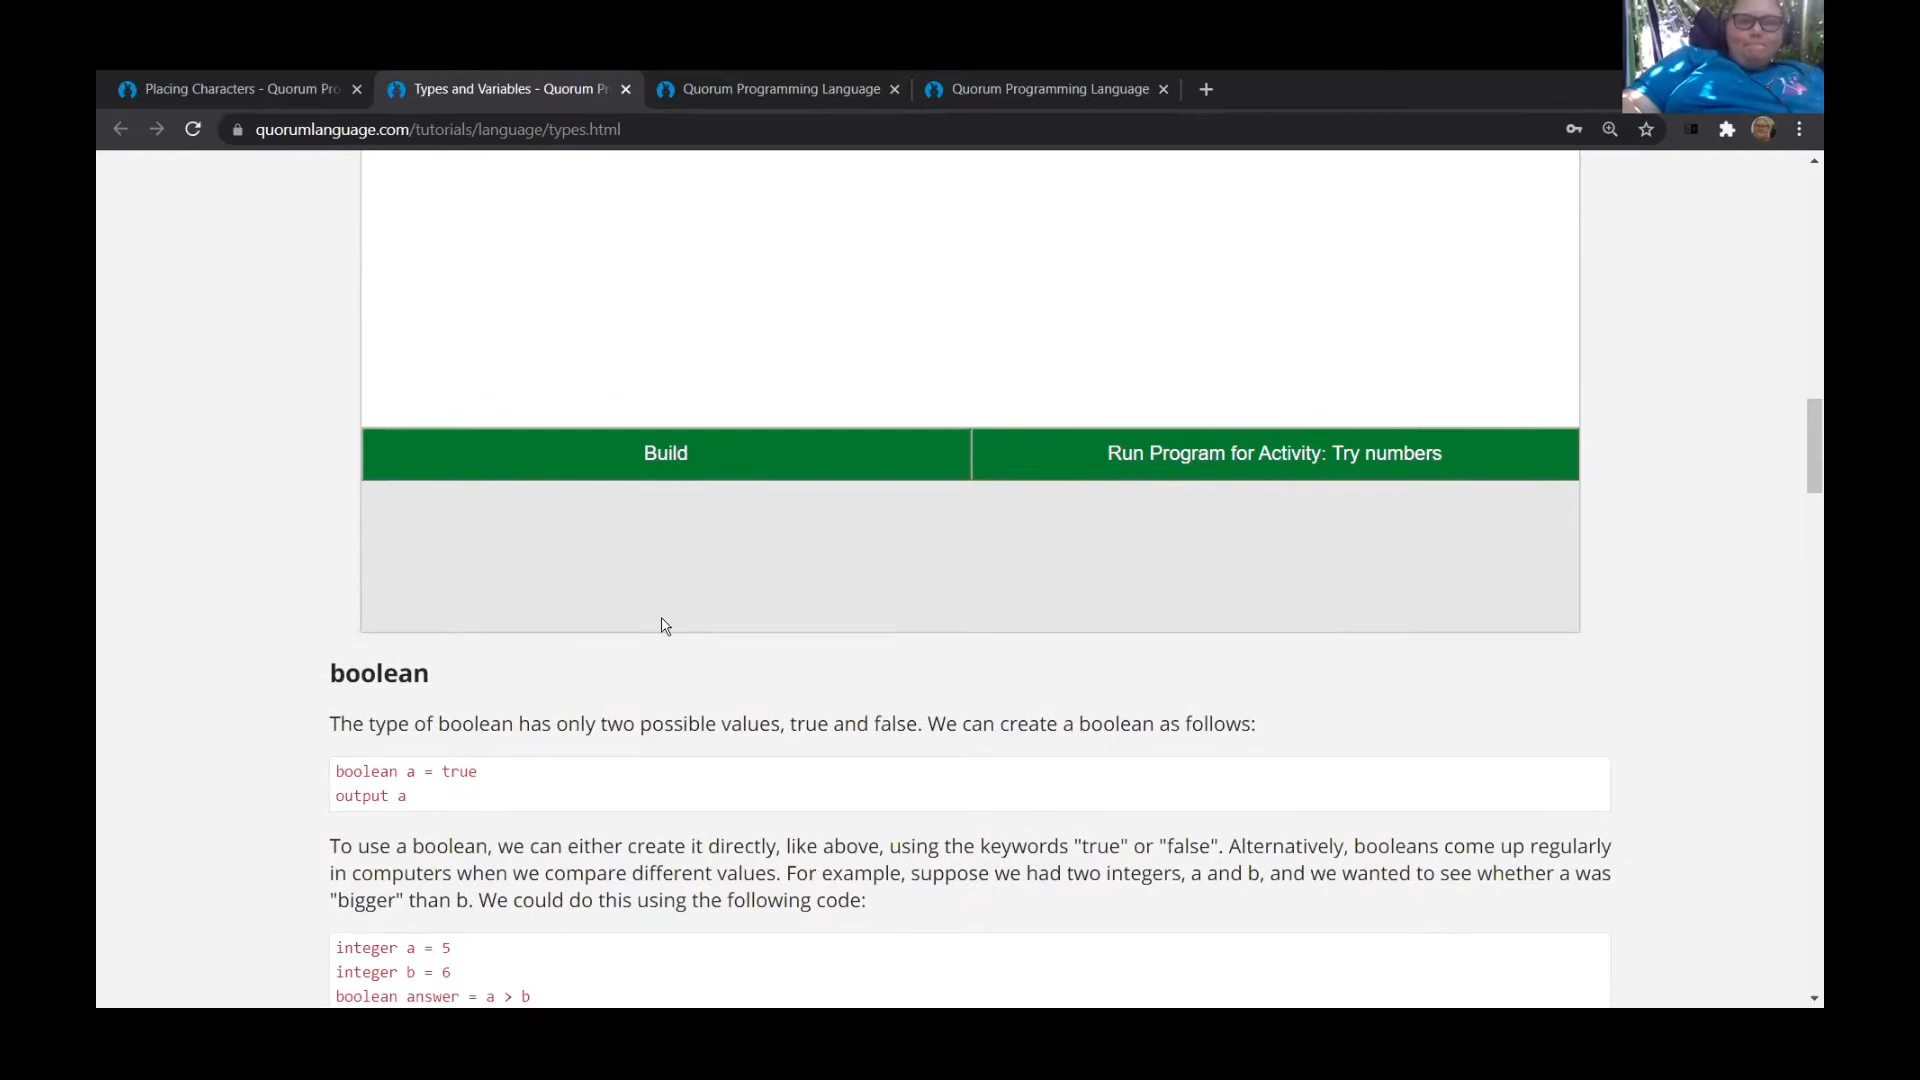 Placing Characters - Quorum Pro
Types and Variables - Quorum Pr
Quorum Programming Language
Quorum Programming Language
quorumlanguage.com/tutorials/language/types.html
Build
Run Program for Activity: Try numbers
boolean
The type of boolean has only two possible values, true and false. We can create a boolean as follows:
boolean a = true
output a
To use a boolean, we can either create it directly, like above, using the keywords "true" or "false". Alternatively, booleans come up regularly
in computers when we compare different values. For example, suppose we had two integers, a and b, and we wanted to see whether a was
"bigger" than b. We could do this using the following code:
integer a = 5
integer b = 6
boolean answer = a > b